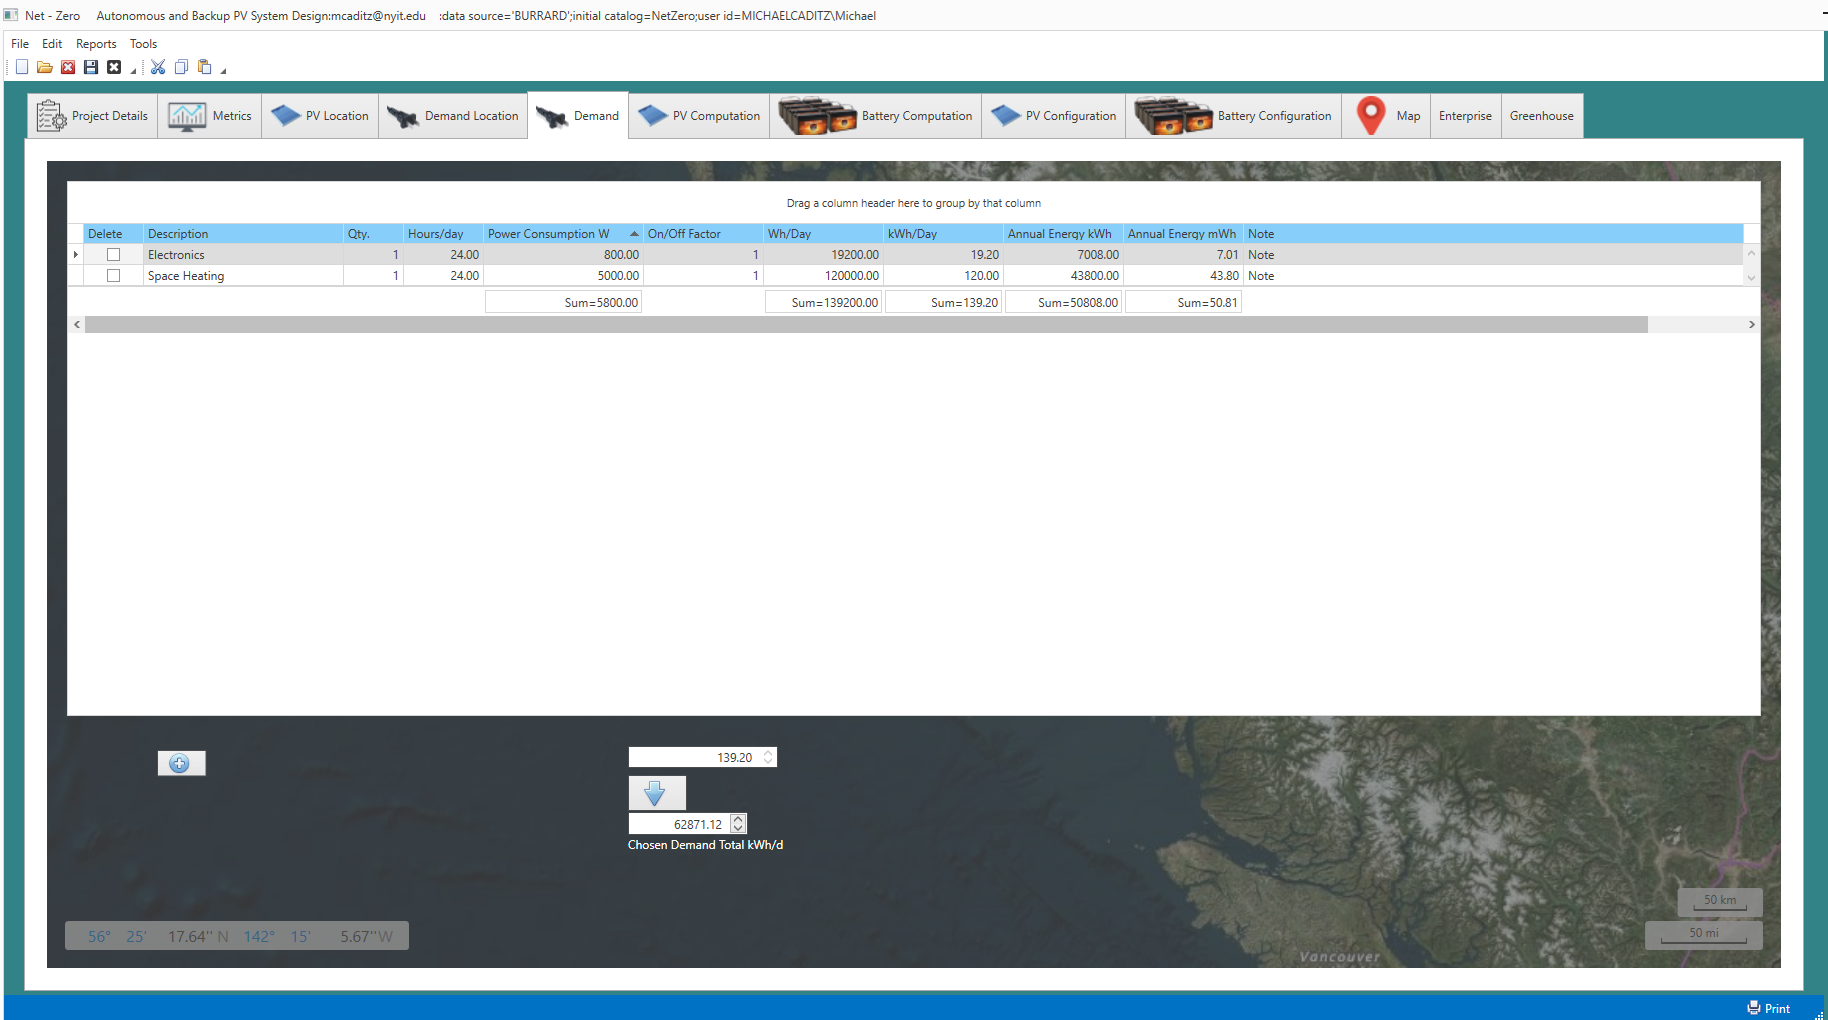 Net - Zero Autonomous and Backup PV System Design:mcaditz@nyit.edu :data source='BURRARD';initial catalog=NetZero;user id=MICHAELCADITZ\Michael
File Edit Reports Tools
Project Details Metrics PV Location Demand Location Demand PV Computation Battery Computation PV Configuration Battery Configuration Map Enterprise Greenhouse
Drag a column header here to group by that column
Delete Description Qty. Hours/day Power Consumption W On/Off Factor Wh/Day kWh/Day Annual Energy kWh Annual Energy mWh Note
Electronics 1 24.00 800.00 1 19200.00 19.20 7008.00 7.01 Note
Space Heating 1 24.00 5000.00 1 120000.00 120.00 43800.00 43.80 Note
Sum=5800.00 Sum=139200.00 Sum=139.20 Sum=50808.00 Sum=50.81
139.20
62871.12
Chosen Demand Total kWh/d
50 km
56° 25' 17.64'' N 142° 15' 5.67'' W
50 mi
Vancouver
Print